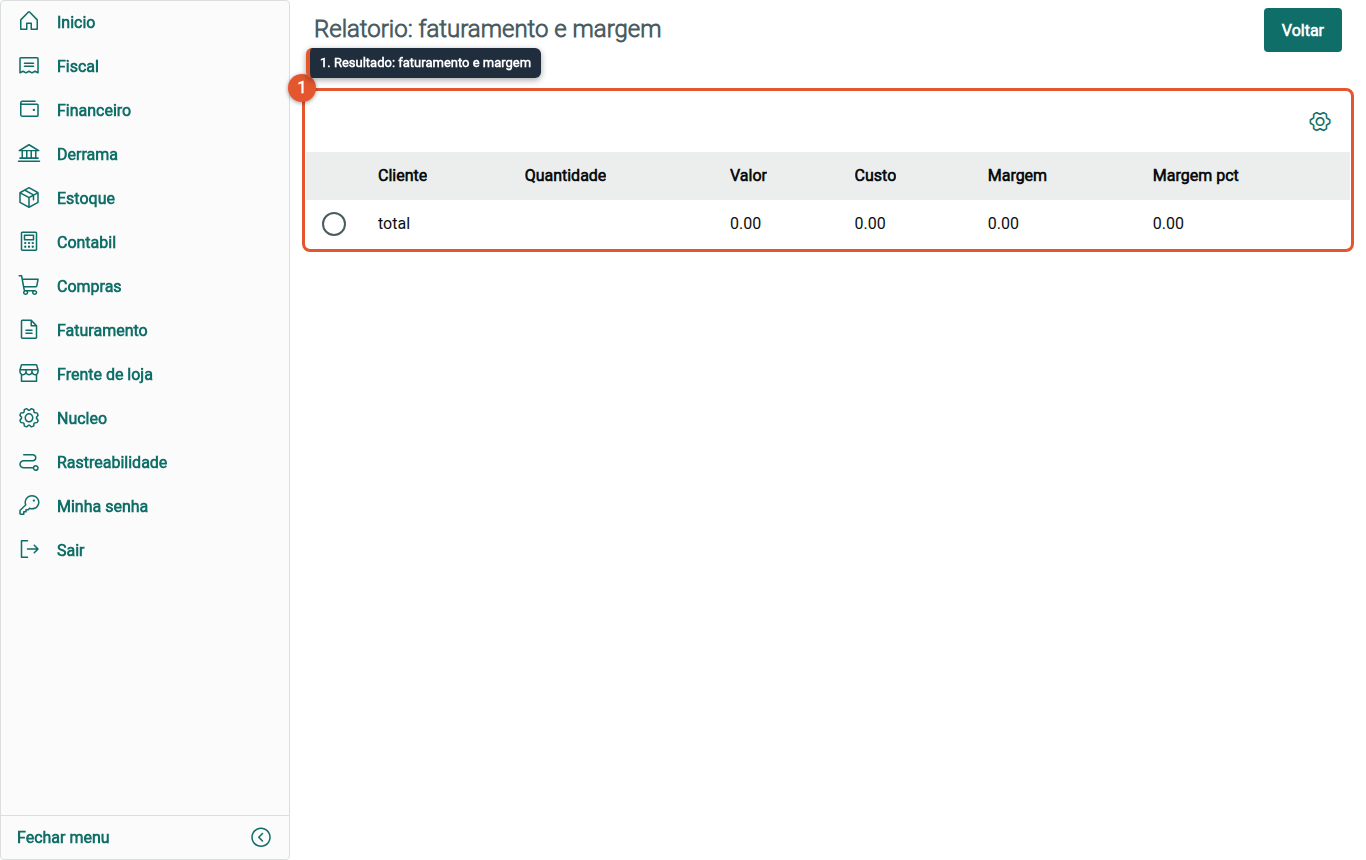 Inicio
Fiscal
Financeiro
Derrama
Estoque
Contabil
Compras
Faturamento
Frente de loja
Nucleo
Rastreabilidade
Minha senha
Sair
Fechar menu
Relatorio: faturamento e margem
Voltar
1. Resultado: faturamento e margem
1
Cliente Quantidade Valor Custo Margem Margem pct
total 0.00 0.00 0.00 0.00